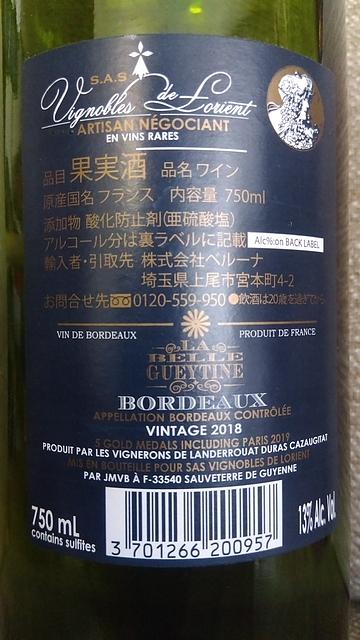 S.A.S
Vignobles de Lorient
ARTISAN NÉGOCIANT
EN VINS RARES
品目 果実酒 品名 ワイン
原産国名 フランス 内容量 750ml
添加物 酸化防止剤(亜硫酸塩)
アルコール分は裏ラベルに記載 Alc%:on BACK LABEL
輸入者・引取先 株式会社ベルーナ
埼玉県上尾市宮本町4-2
お問合せ先 0120-559-950 ●飲酒は20歳を過ぎてから
VIN DE BORDEAUX PRODUIT DE FRANCE
LA
BELLE
GUEYTINE
BORDEAUX
APPELLATION BORDEAUX CONTRÔLÉE
VINTAGE 2018
5 GOLD MEDALS INCLUDING PARIS 2019
PRODUIT PAR LES VIGNERONS DE LANDERROUAT DURAS CAZAUGITAT
MIS EN BOUTEILLE POUR SAS VIGNOBLES DE LORIENT
PAR JMVB À F-33540 SAUVETERRE DE GUYENNE
750 mL
contains sulfites
13% Alc. Vol.
3 701266 200957